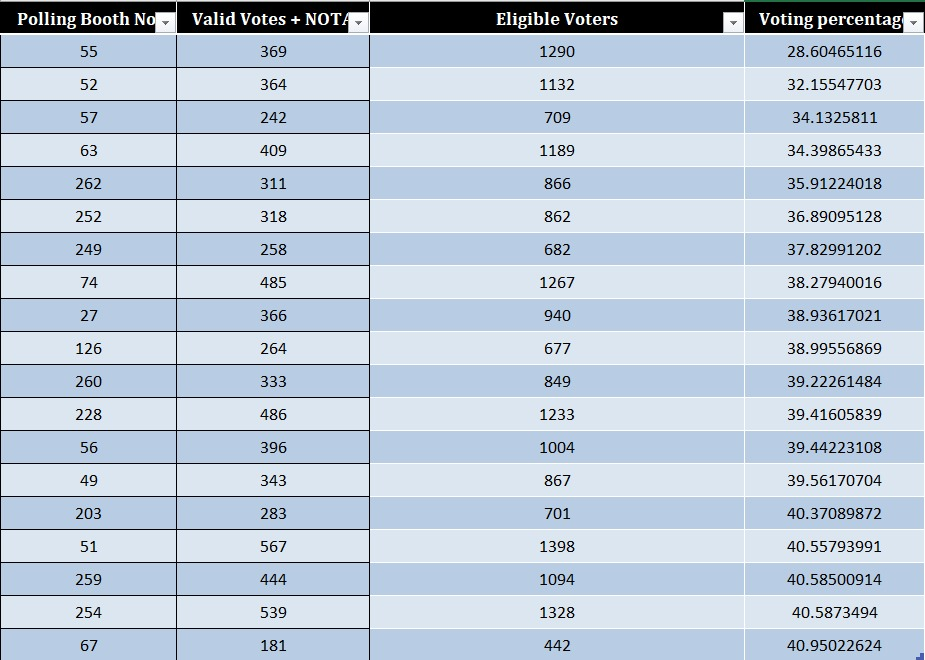 Polling Booth No Valid Votes + NOTA Eligible Voters Voting percentag
55 369 1290 28.60465116
52 364 1132 32.15547703
57 242 709 34.1325811
63 409 1189 34.39865433
262 311 866 35.91224018
252 318 862 36.89095128
249 258 682 37.82991202
74 485 1267 38.27940016
27 366 940 38.93617021
126 264 677 38.99556869
260 333 849 39.22261484
228 486 1233 39.41605839
56 396 1004 39.44223108
49 343 867 39.56170704
203 283 701 40.37089872
51 567 1398 40.55793991
259 444 1094 40.58500914
254 539 1328 40.5873494
67 181 442 40.95022624